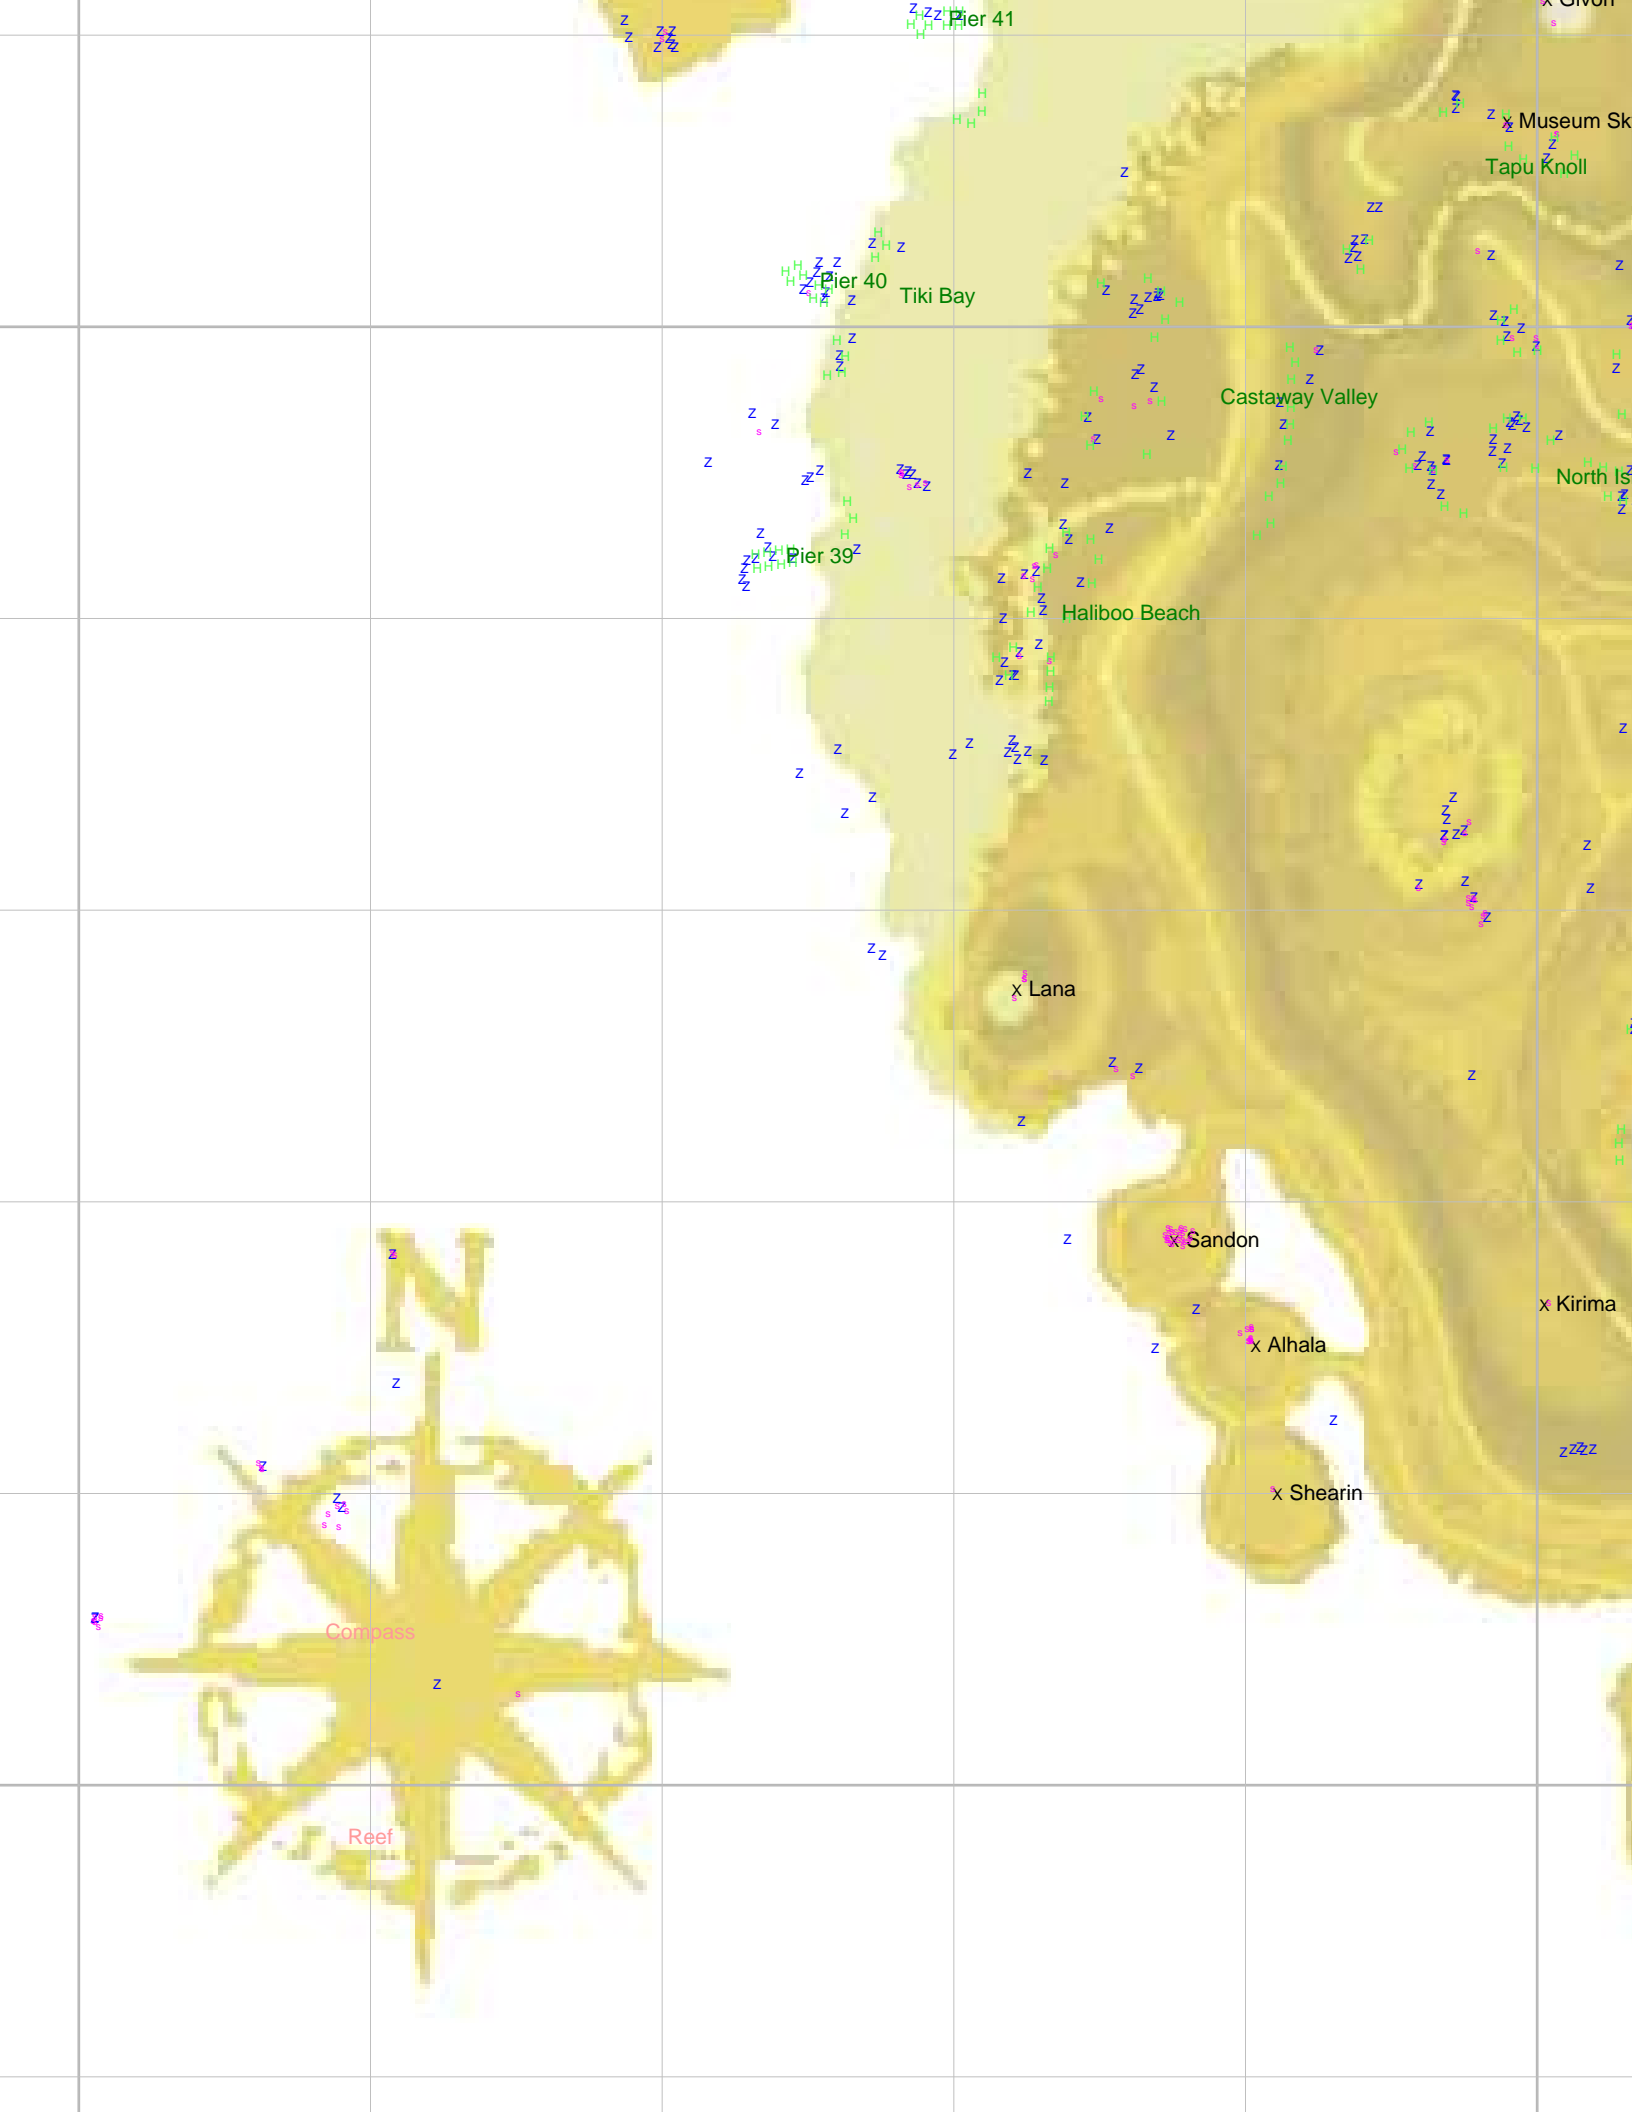 x Givon
Pier 41
x Museum Sk
Tapu Knoll
Pier 40
Tiki Bay
Castaway Valley
North Is
Pier 39
Haliboo Beach
x Lana
x Sandon
N
x Kirima
x Alhala
x Shearin
Compass
Reef